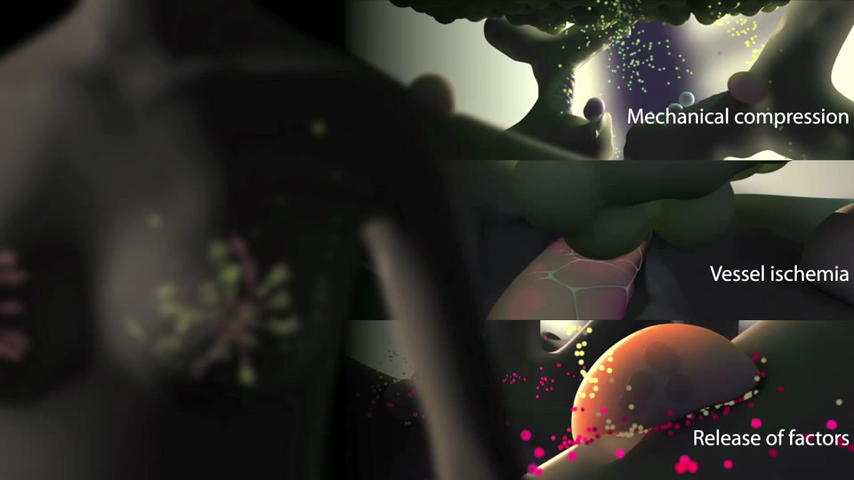 Mechanical compression
Vessel ischemia
Release of factors